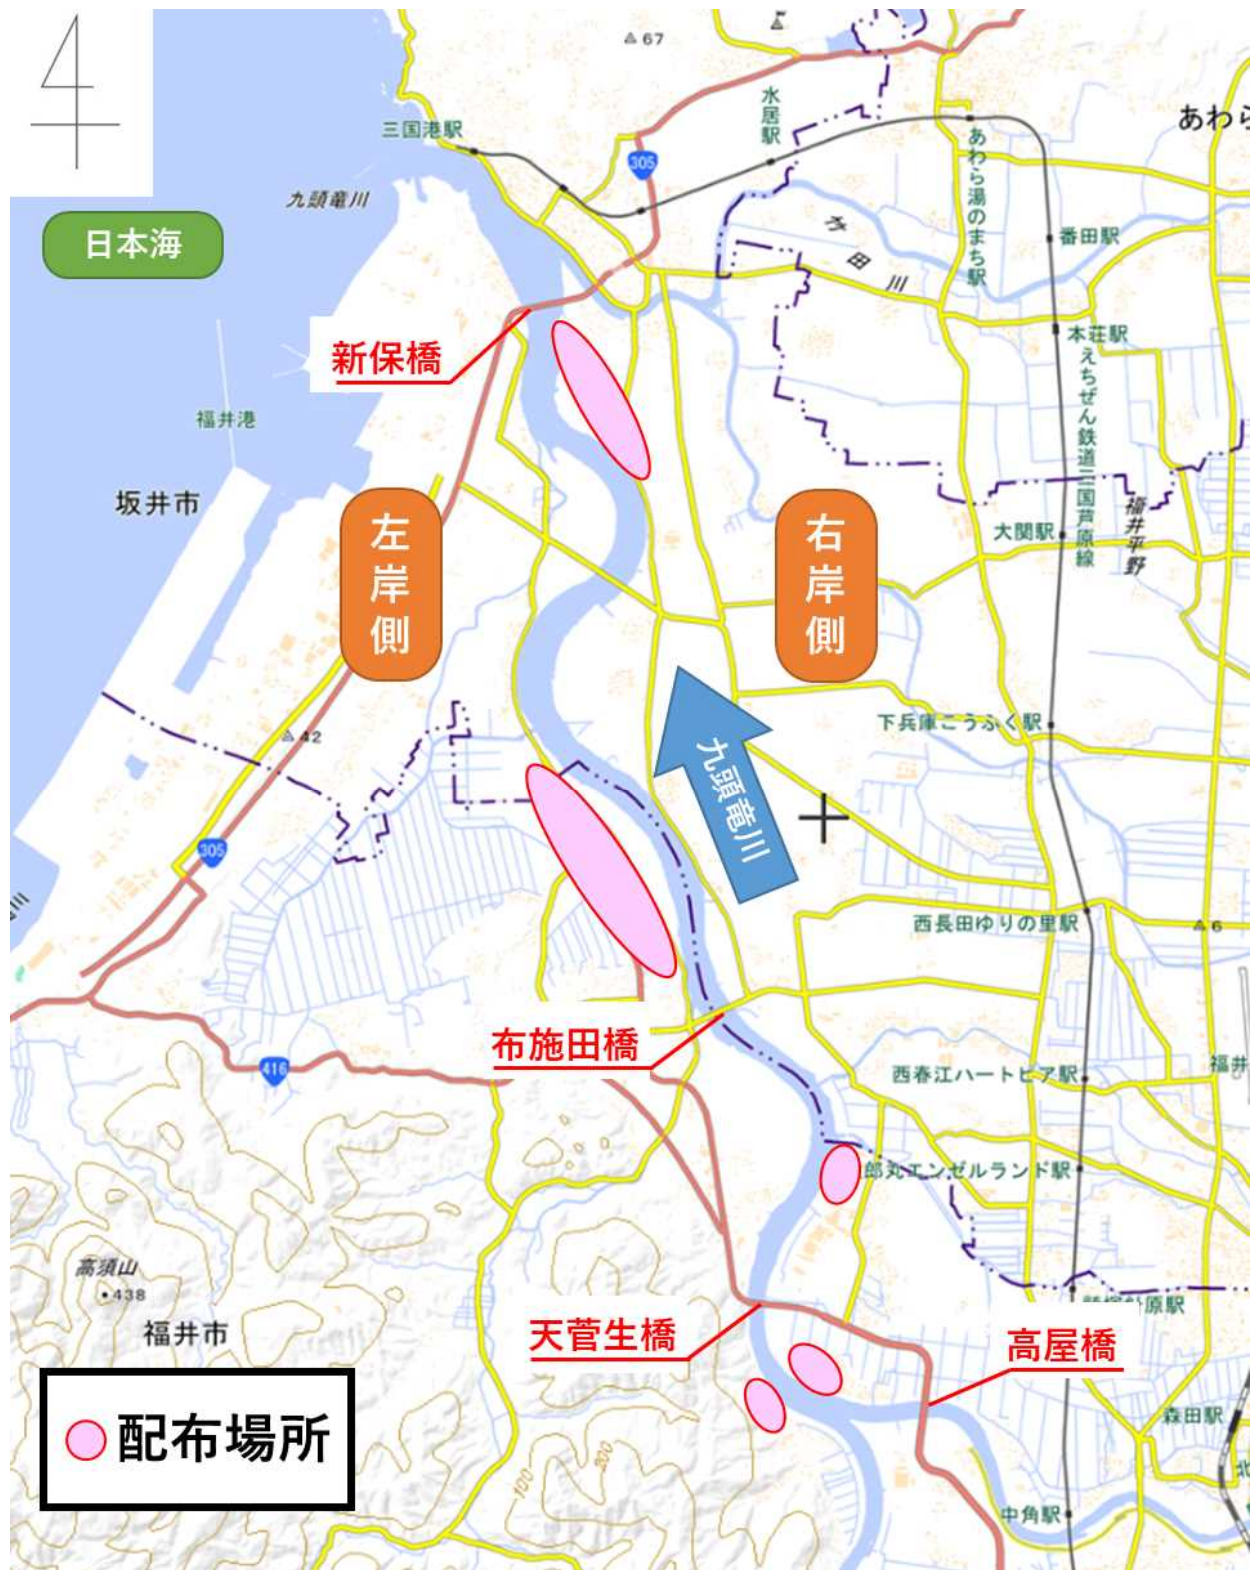 67
三国港駅
水居駅
あわら
305
九頭竜川
あわら湯のまち駅
日本海
竹田川
番田駅
本荘駅
新保橋
えちぜん鉄道三国芦原線
福井港
坂井市
左岸側
右岸側
大関駅
福井平野
42
下兵庫こうふく駅
九頭竜川
305
西長田ゆりの里駅
6
布施田橋
416
西春江ハートピア駅
福井
郎丸エンゼルランド駅
高須山
438
原駅
福井市
天菅生橋
高屋橋
配布場所
森田駅
北
100
200
中角駅